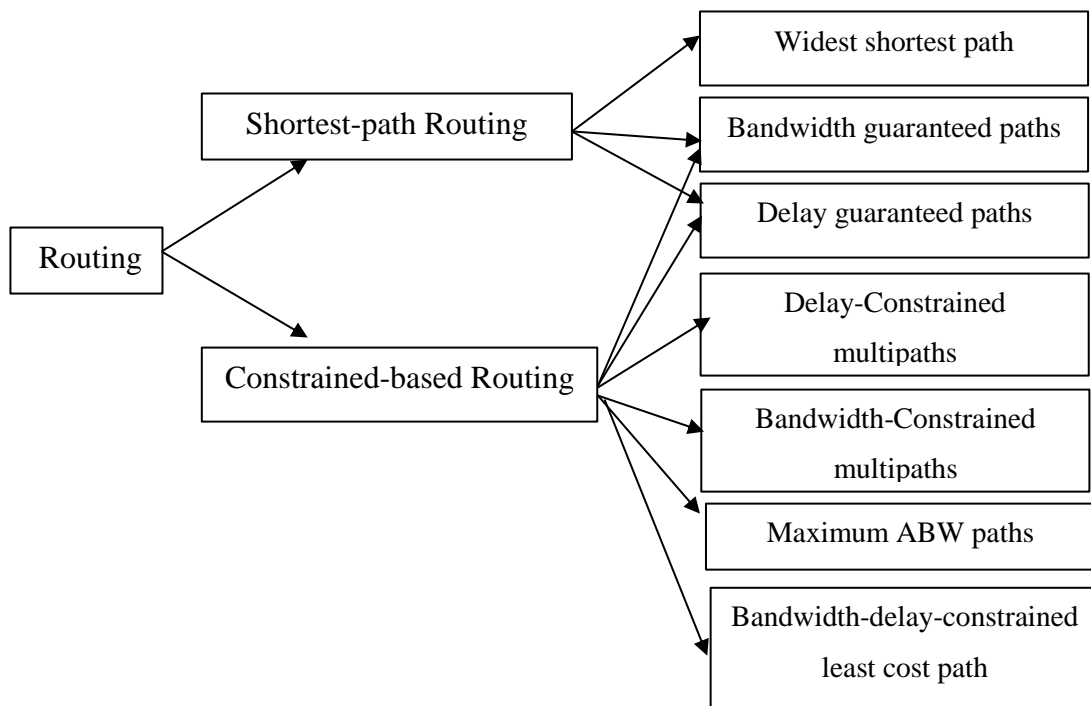 Widest shortest path
Shortest-path Routing
Bandwidth guaranteed paths
Delay guaranteed paths
Routing
Delay-Constrained
multipaths
Constrained-based Routing
Bandwidth-Constrained
multipaths
Maximum ABW paths
Bandwidth-delay-constrained
least cost path